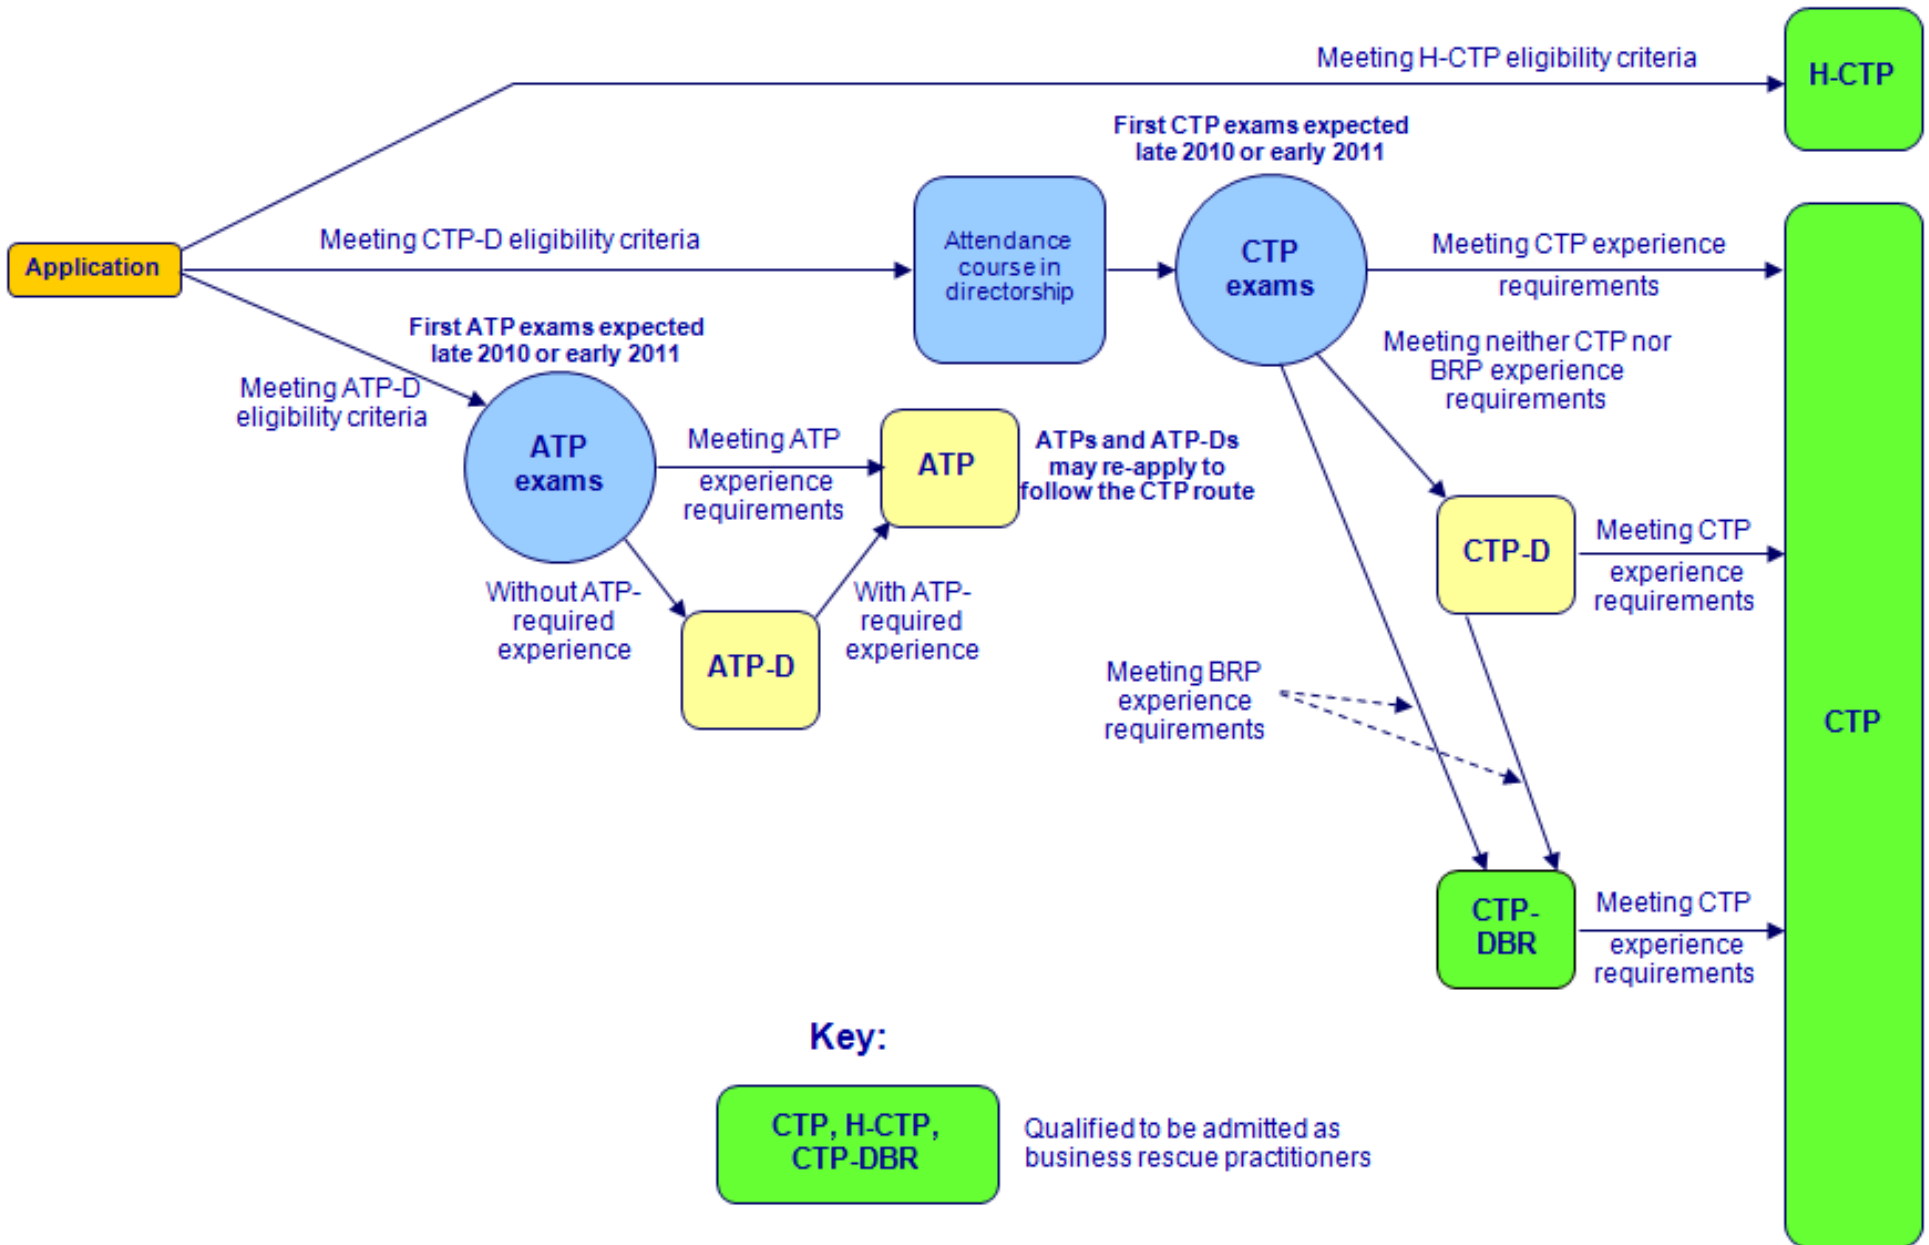 Meeting H-CTP eligibility criteria
H-CTP
First CTP exams expected
late 2010 or early 2011
Application
Meeting CTP-D eligibility criteria
Attendance
course in
directorship
CTP
exams
Meeting CTP experience
requirements
First ATP exams expected
late 2010 or early 2011
Meeting ATP-D
eligibility criteria
Meeting neither CTP nor
BRP experience
requirements
ATP
exams
Meeting ATP
experience
requirements
ATP
ATPs and ATP-Ds
may re-apply to
follow the CTP route
CTP-D
Meeting CTP
experience
requirements
Without ATP-
required
experience
ATP-D
With ATP-
required
experience
Meeting BRP
experience
requirements
CTP
CTP-
DBR
Meeting CTP
experience
requirements
Key:
CTP, H-CTP,
CTP-DBR
Qualified to be admitted as
business rescue practitioners